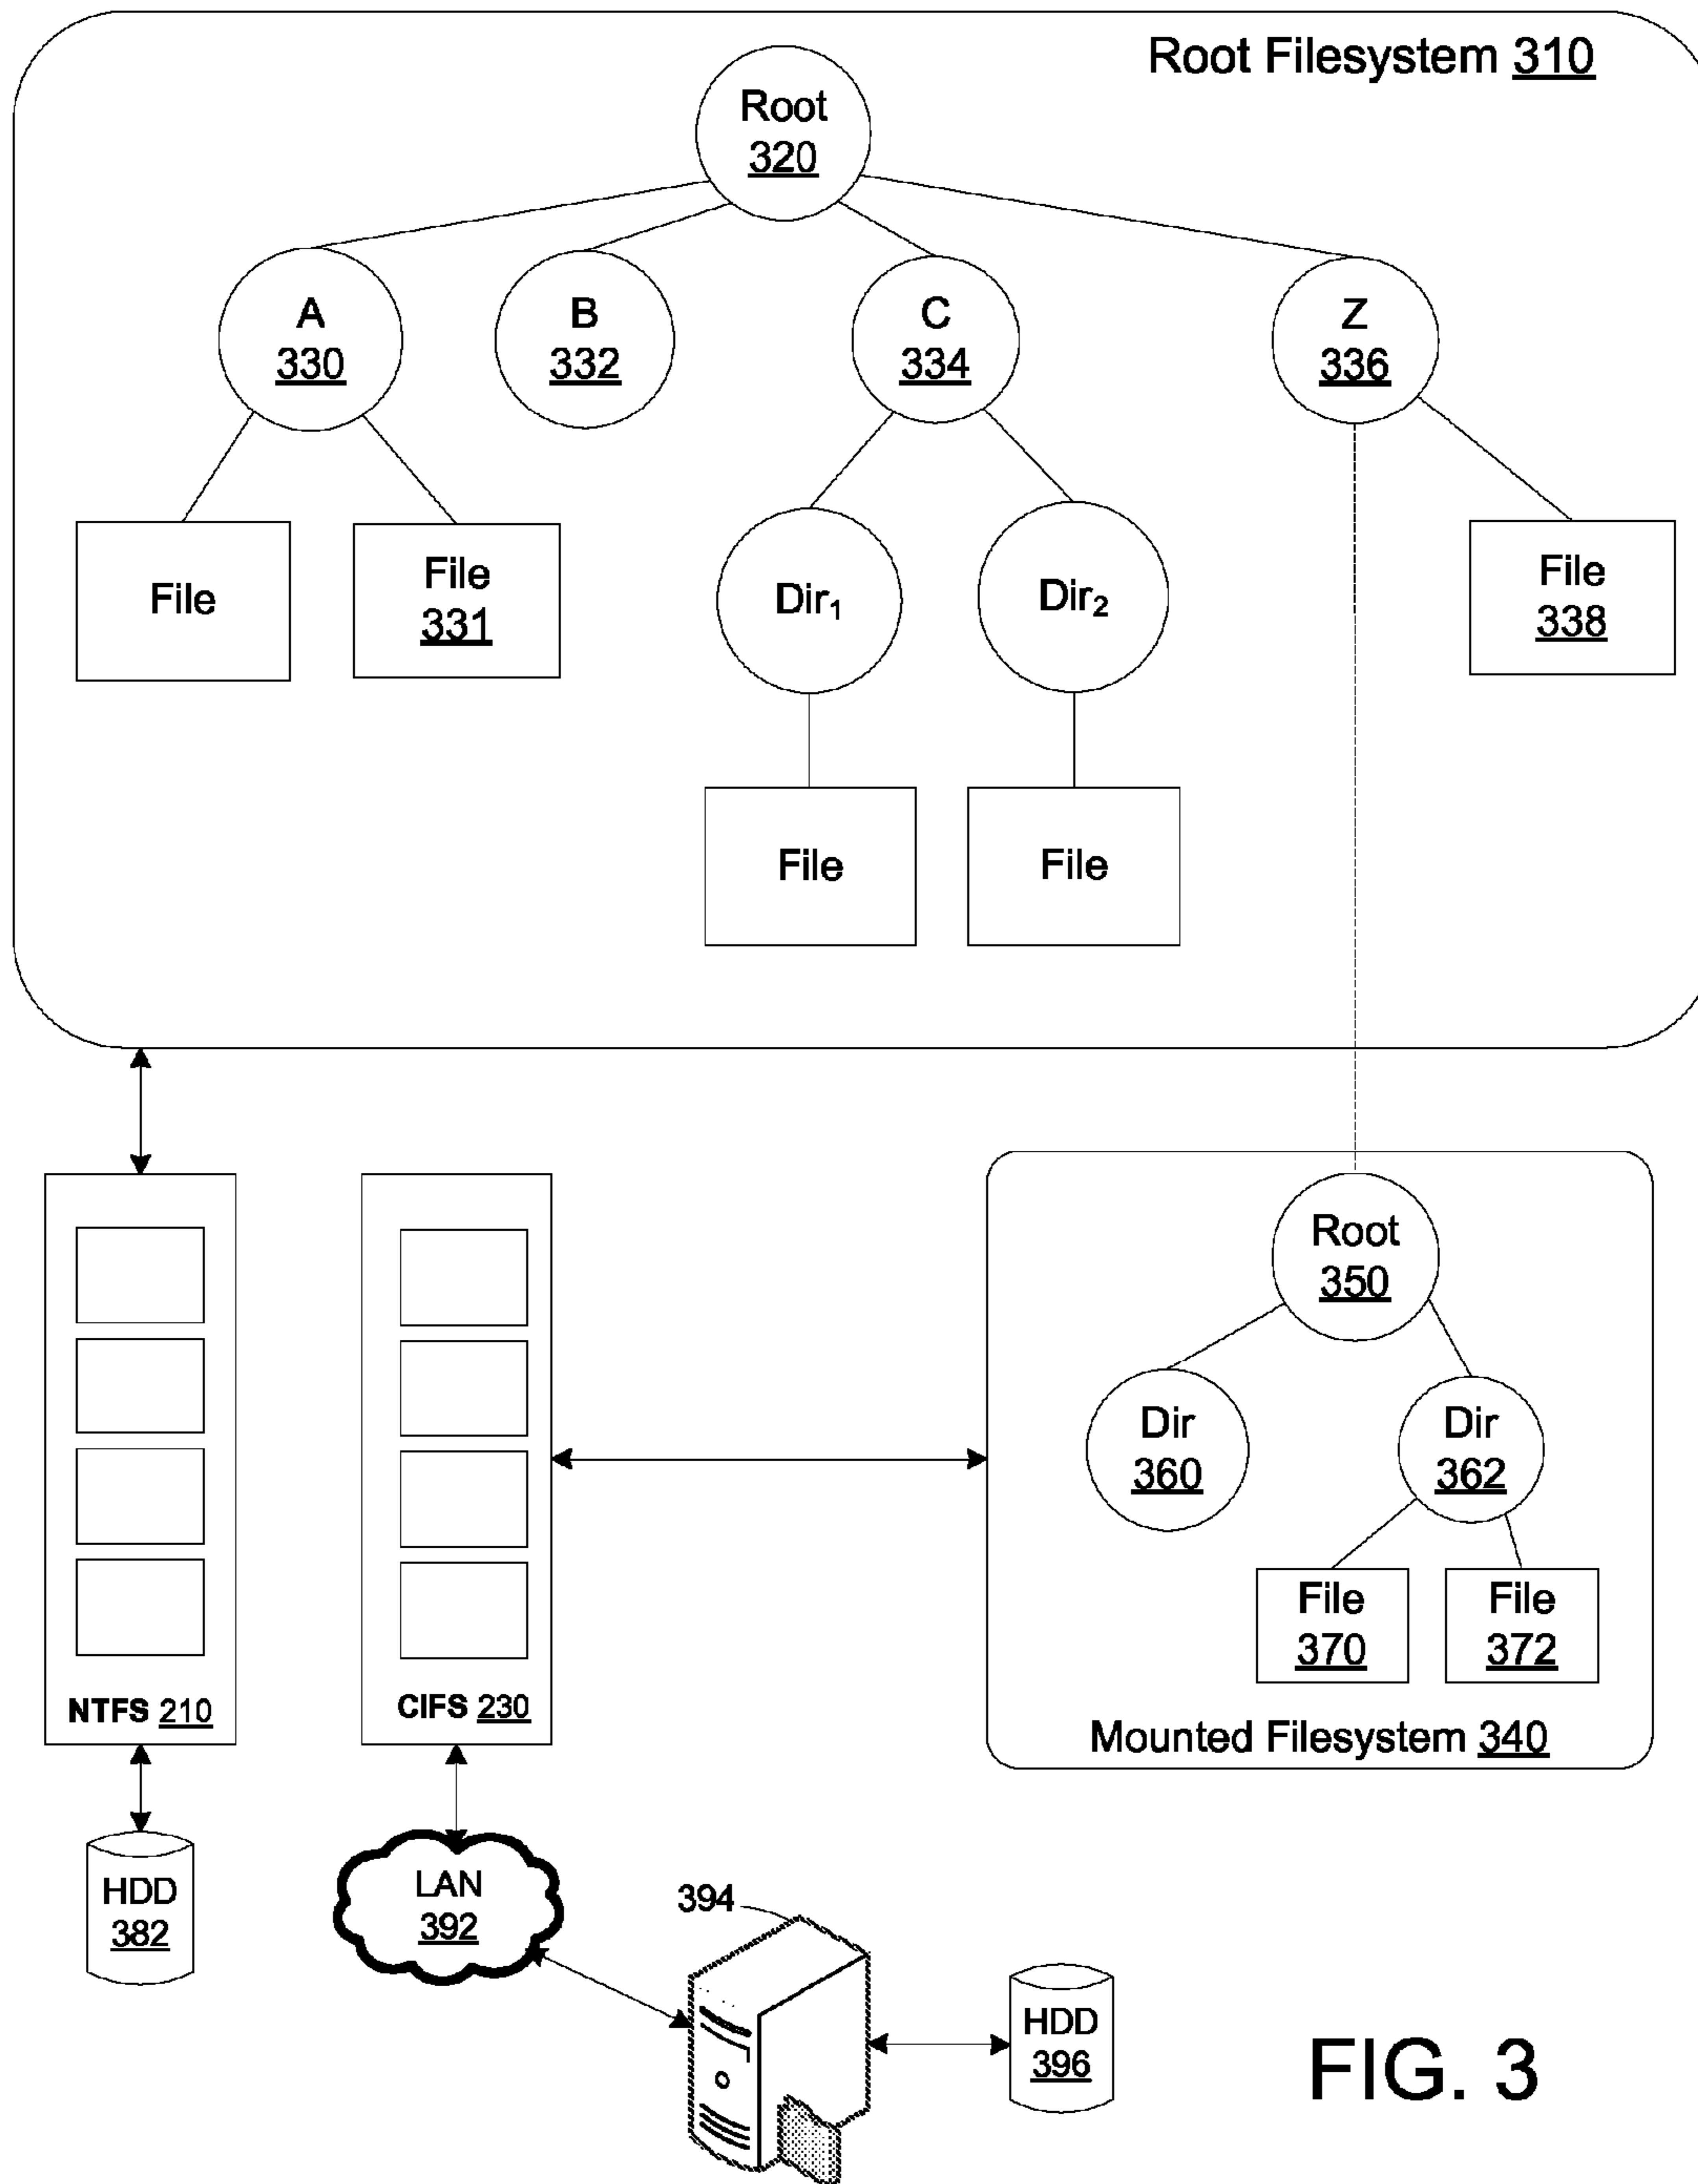 Root Filesystem 310
Root
320
A
330
B
332
C
334
Z
336
File
File
331
Dir₁
Dir₂
File
338
File
File
Root
350
Dir
360
Dir
362
File
370
File
372
NTFS 210
CIFS 230
Mounted Filesystem 340
HDD
382
LAN
392
394
HDD
396
FIG. 3